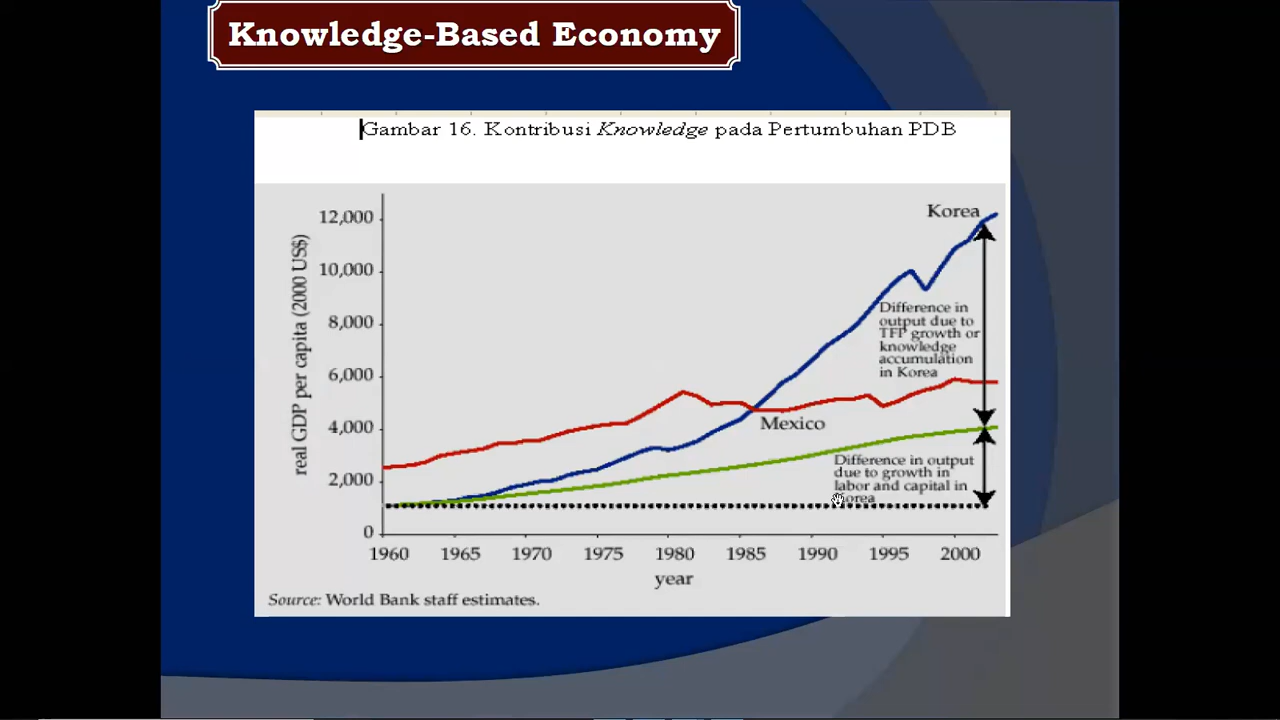 Knowledge-Based Economy
Gambar 16. Kontribusi Knowledge pada Pertumbuhan PDB
real GDP per capita (2000 US$)
12,000
10,000
8,000
6,000
4,000
2,000
0
Korea
Difference in
output due to
TFP growth or
knowledge
accumulation
in Korea
Mexico
Difference in output
due to growth in
labor and capital in
1960 1965 1970 1975 1980 1985 1990 1995 2000
year
Source: World Bank staff estimates.